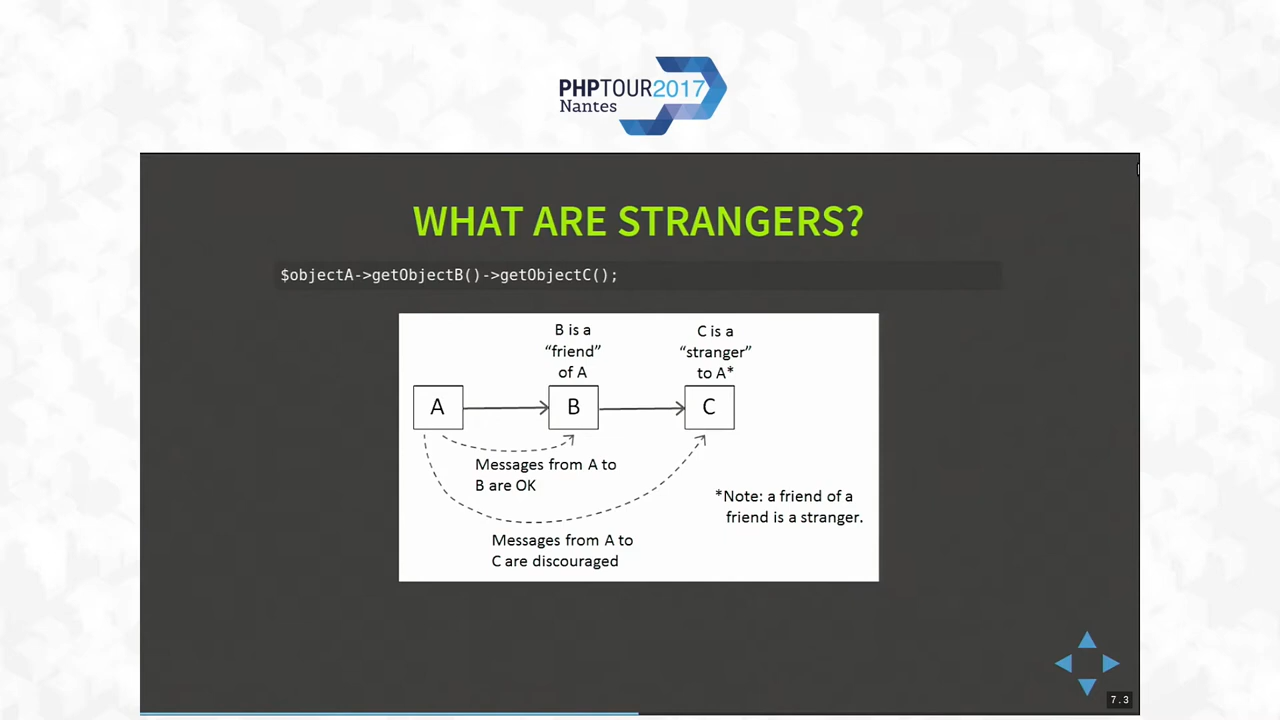 PHPTOUR2017
Nantes
WHAT ARE STRANGERS?
$objectA->getObjectB()->getObjectC();
B is a
“friend”
of A
C is a
“stranger”
to A*
A
B
C
Messages from A to
B are OK
*Note: a friend of a
friend is a stranger.
Messages from A to
C are discouraged
7.3